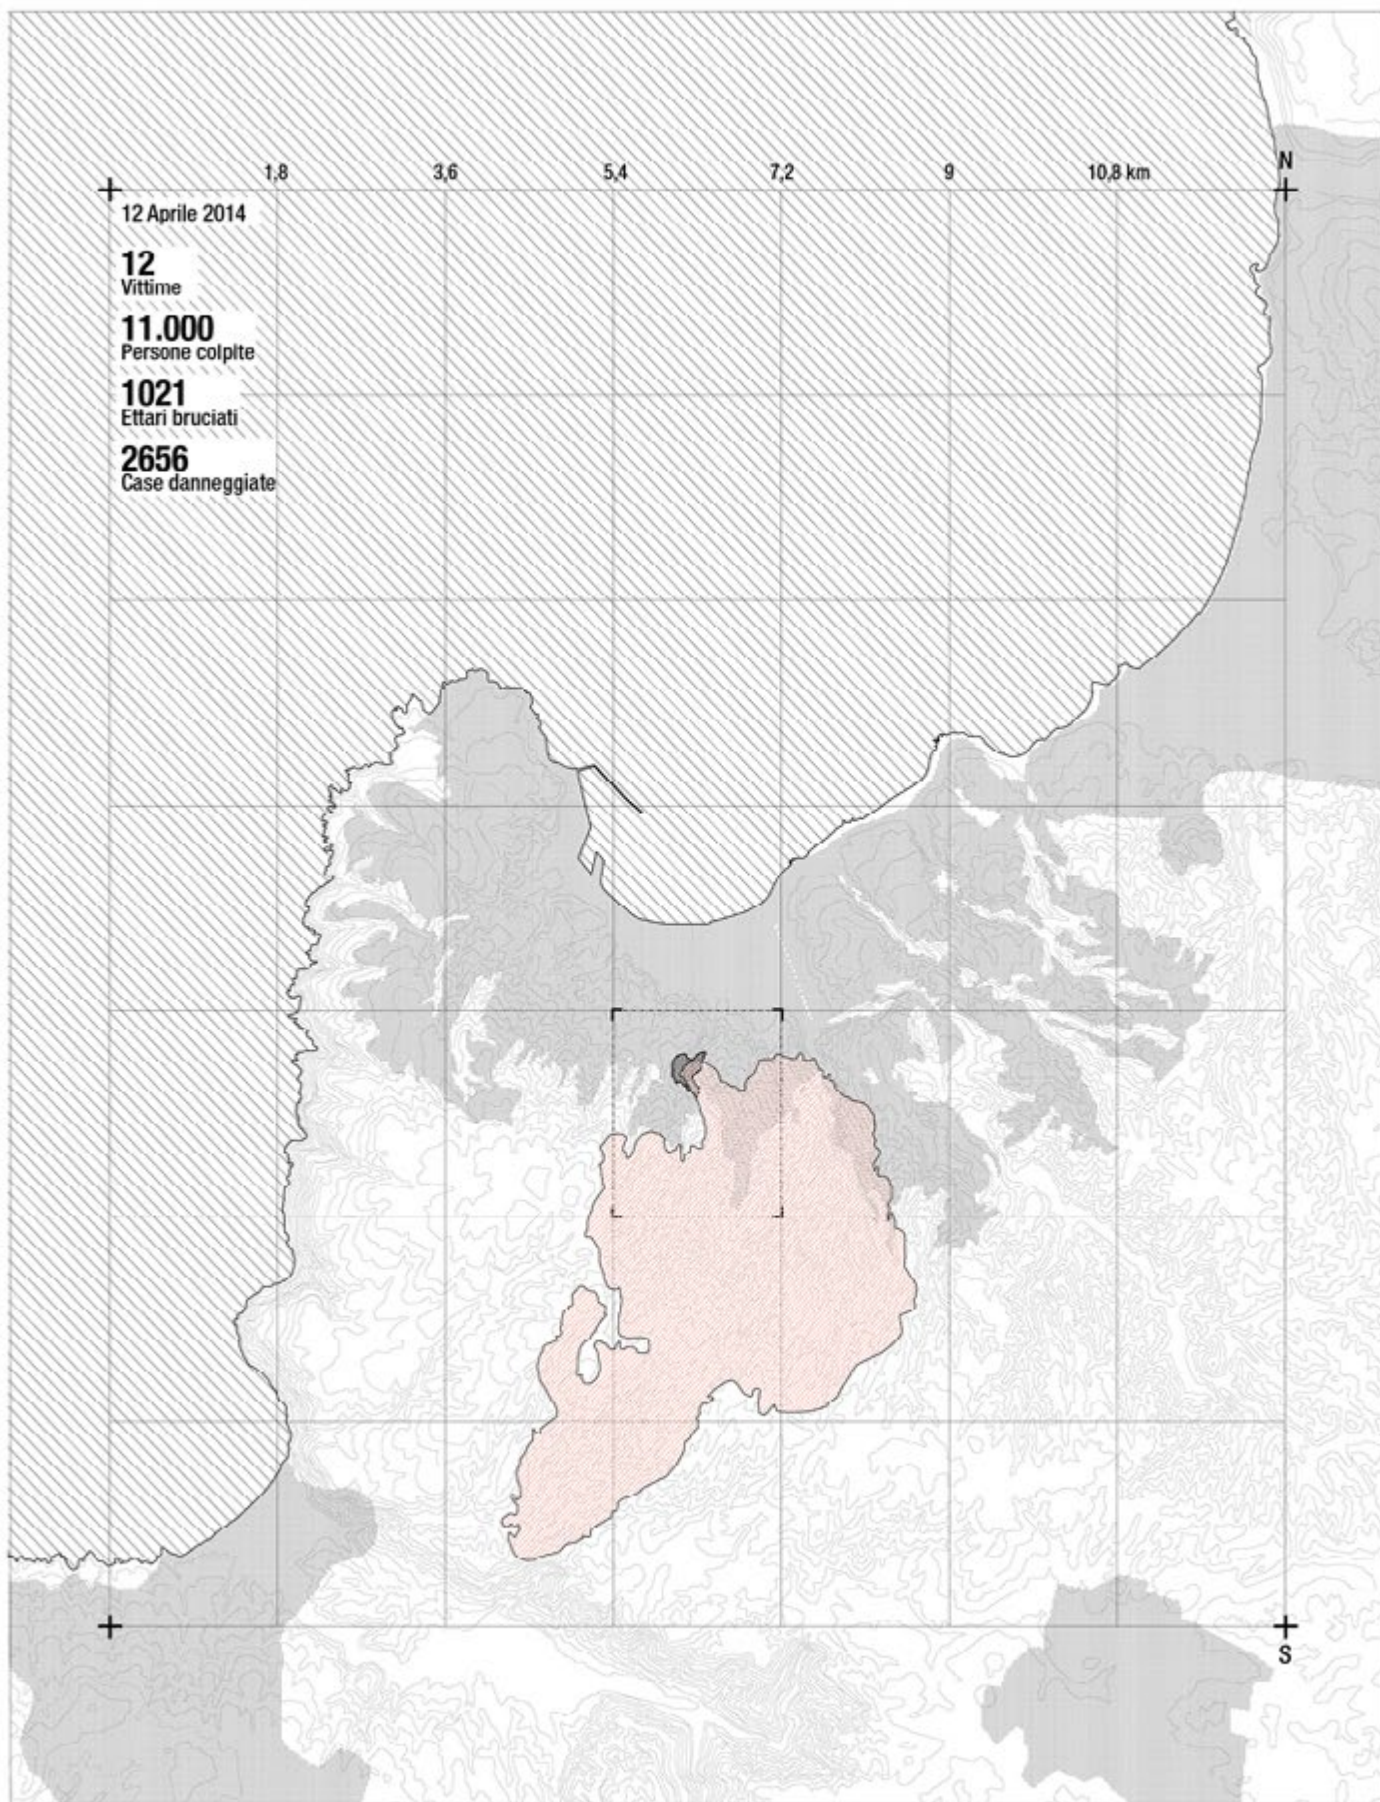 1,8 3,6 5,4 7,2 9 10,8 km N
12 Aprile 2014
12
Vittime
11.000
Persone colpite
1021
Ettari bruciati
2656
Case danneggiate
S